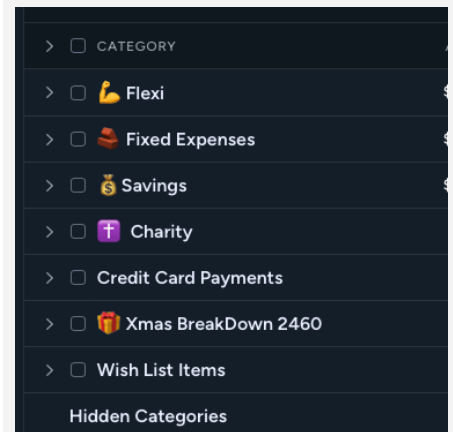 CATEGORY
Flexi
Fixed Expenses
Savings
Charity
Credit Card Payments
Xmas BreakDown 2460
Wish List Items
Hidden Categories